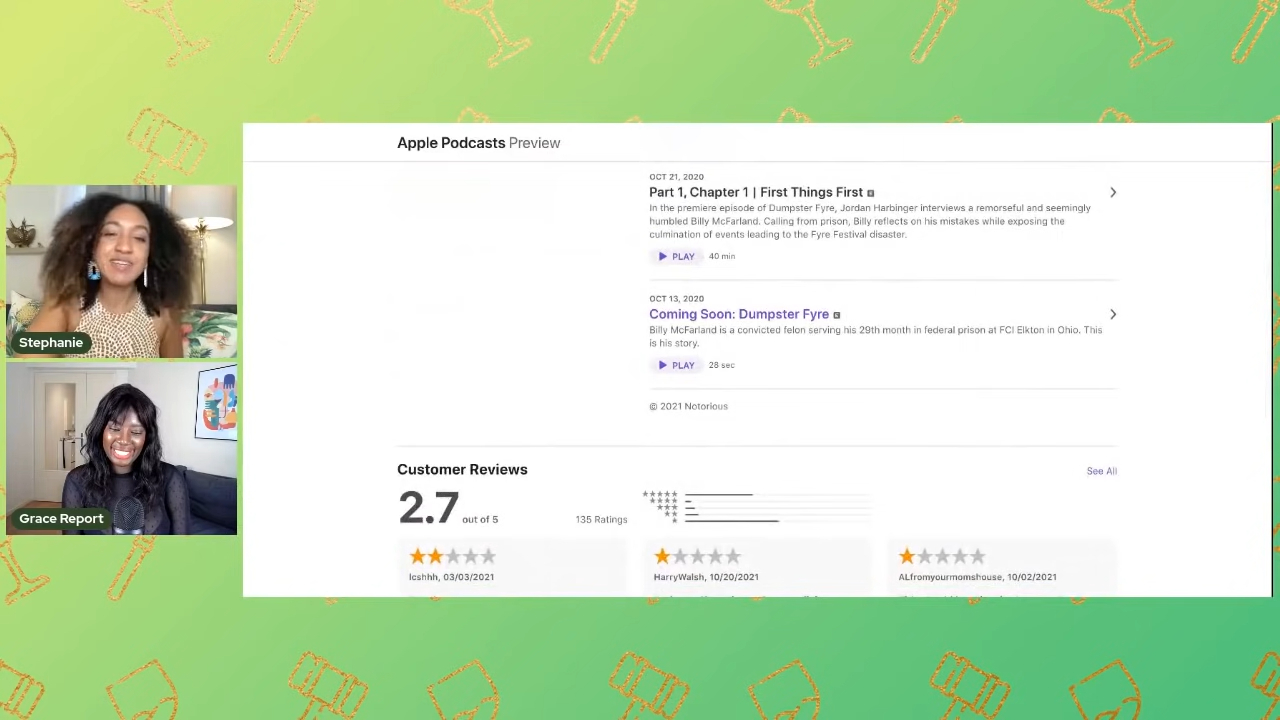 Apple Podcasts Preview
OCT 21, 2020
Part 1, Chapter 1 | First Things First E
In the premiere episode of Dumpster Fyre, Jordan Harbinger interviews a remorseful and seemingly
humbled Billy McFarland. Calling from prison, Billy reflects on his mistakes while exposing the
culmination of events leading to the Fyre Festival disaster.
PLAY 40 min
OCT 13, 2020
Coming Soon: Dumpster Fyre E
Billy McFarland is a convicted felon serving his 29th month in federal prison at FCI Elkton in Ohio. This
is his story.
PLAY 28 sec
© 2021 Notorious
Customer Reviews
See All
2.7 out of 5
135 Ratings
Icshhh, 03/03/2021
HarryWalsh, 10/20/2021
ALfromyourmomshouse, 10/02/2021
Stephanie
Grace Report